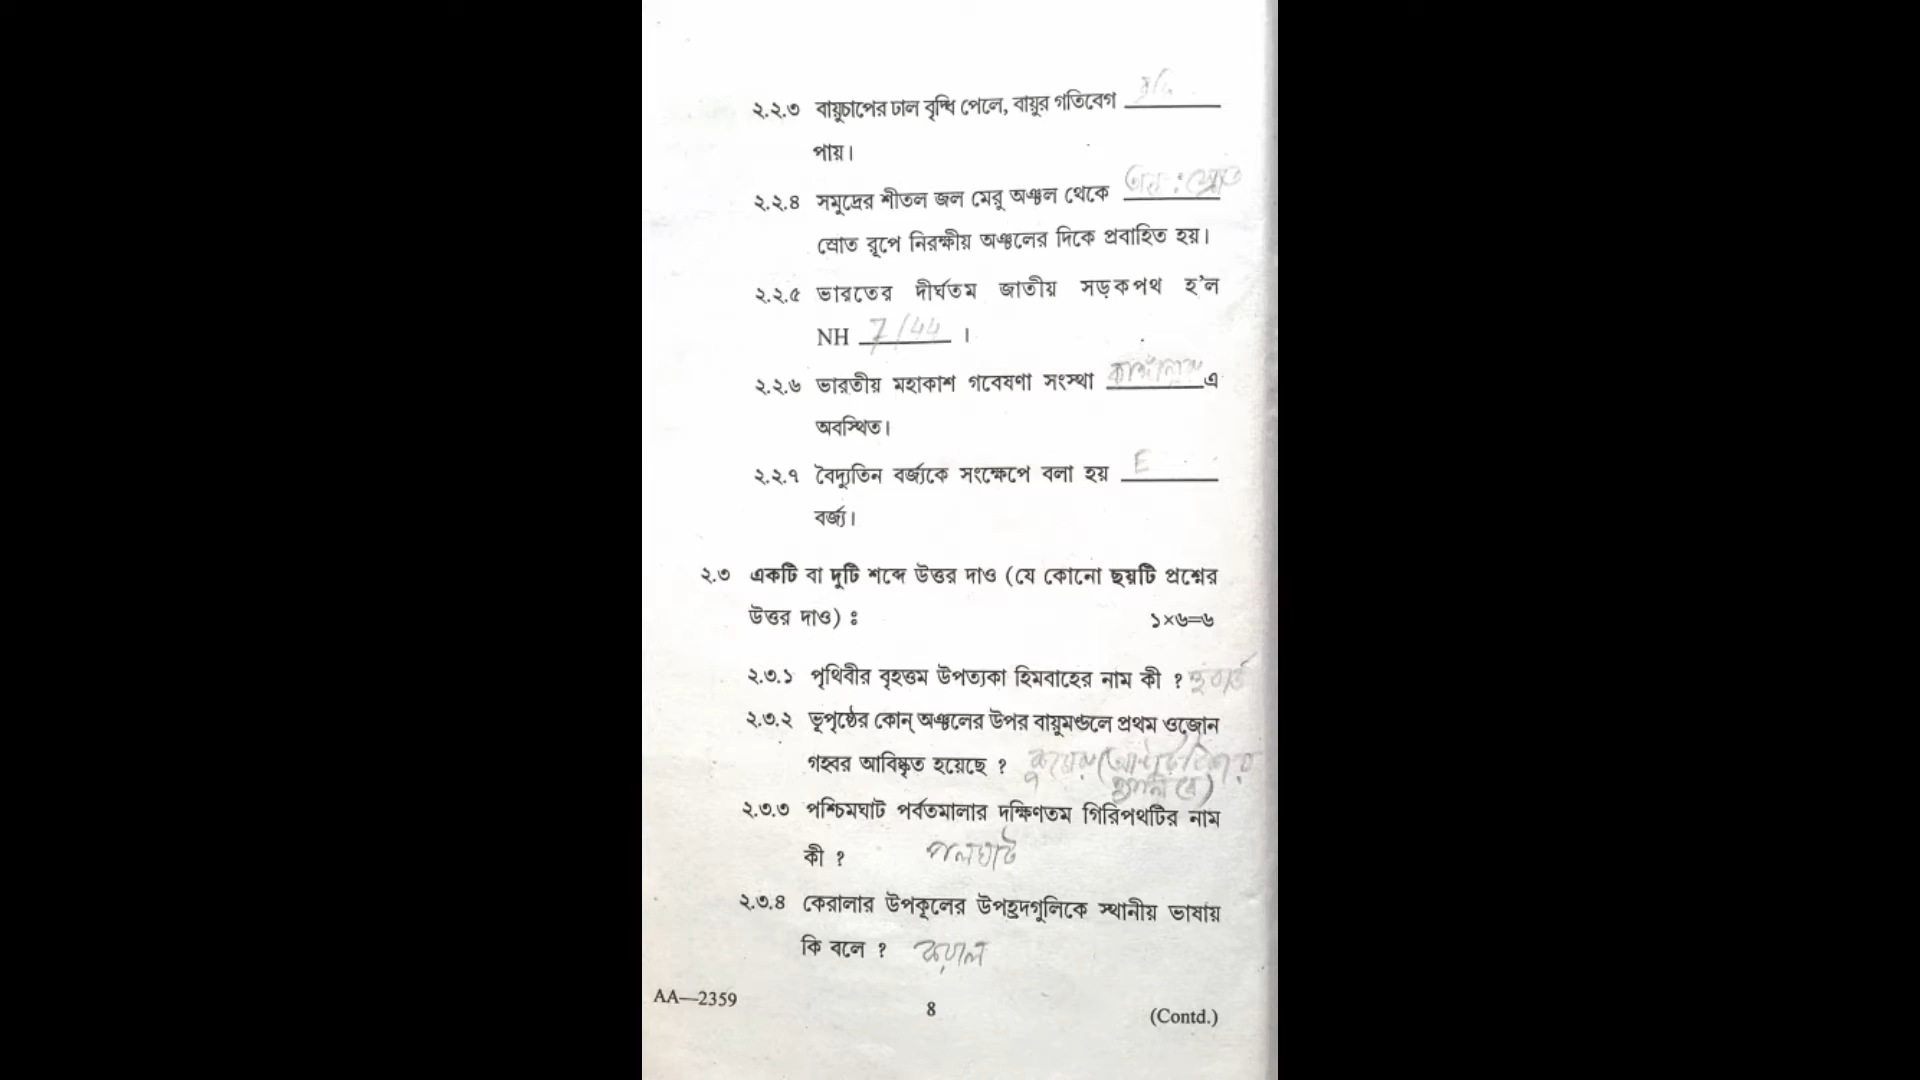 ২.২.৩ বায়ুচাপের ঢাল বৃদ্ধি পেলে, বায়ুর গতিবেগ ________
পায়।
২.২.৪ সমুদ্রের শীতল জল মেরু অঞ্চল থেকে ________
স্রোত রূপে নিরক্ষীয় অঞ্চলের দিকে প্রবাহিত হয়।
২.২.৫ ভারতের দীর্ঘতম জাতীয় সড়কপথ হ'ল
NH 7/44 ।
২.২.৬ ভারতীয় মহাকাশ গবেষণা সংস্থা ________এ
অবস্থিত।
২.২.৭ বৈদ্যুতিন বর্জ্যকে সংক্ষেপে বলা হয় E
বর্জ্য।
২.৩ একটি বা দুটি শব্দে উত্তর দাও (যে কোনো ছয়টি প্রশ্নের
উত্তর দাও) ঃ ১×৬=৬
২.৩.১ পৃথিবীর বৃহত্তম উপত্যকা হিমবাহের নাম কী ?
২.৩.২ ভূপৃষ্ঠের কোন্ অঞ্চলের উপর বায়ুমণ্ডলে প্রথম ওজোন
গহ্বর আবিষ্কৃত হয়েছে ?
২.৩.৩ পশ্চিমঘাট পর্বতমালার দক্ষিণতম গিরিপথটির নাম
কী ? পলঘাট
২.৩.৪ কেরালার উপকূলের উপহ্রদগুলিকে স্থানীয় ভাষায়
কি বলে ? কয়াল
AA—2359
8
(Contd.)